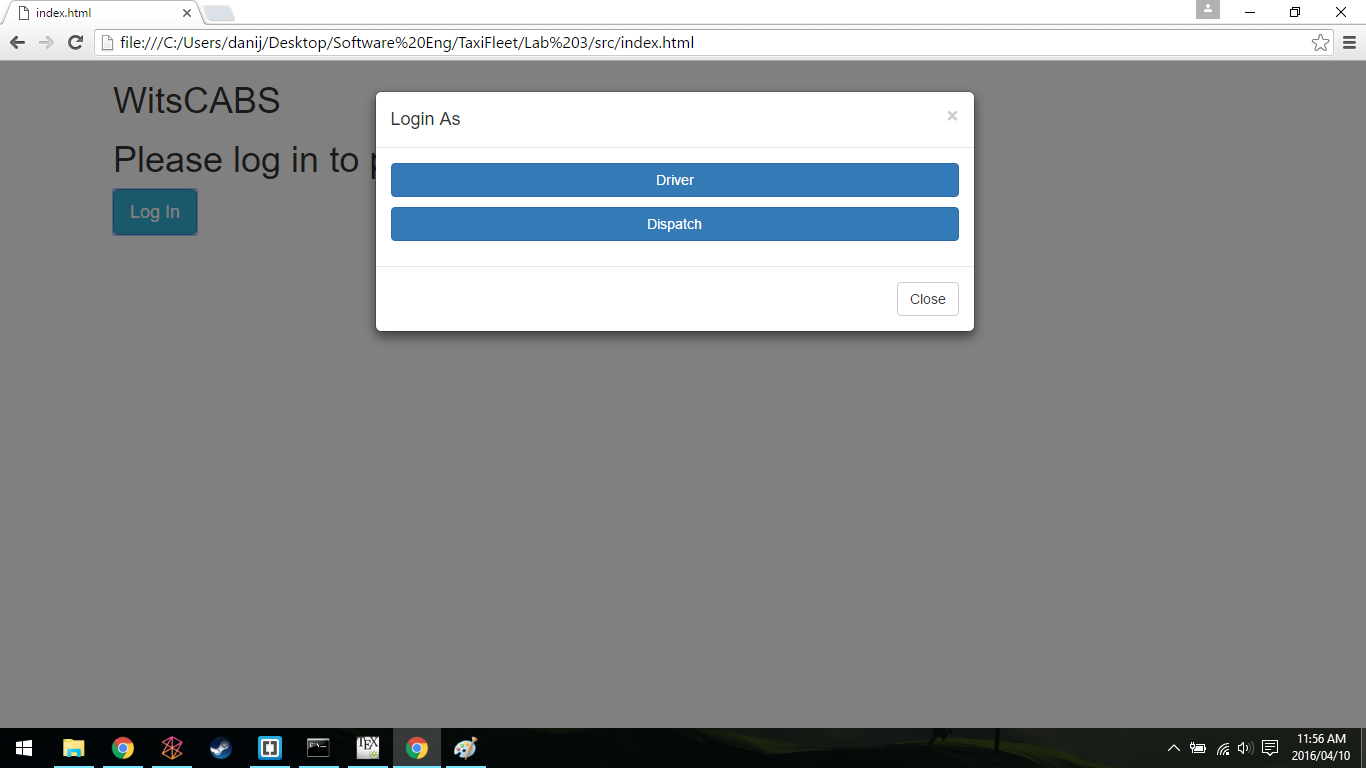 index.html
file:///C:/Users/danij/Desktop/Software%20Eng/TaxiFleet/Lab%203/src/index.html
WitsCABS
Please log in to
Log In
Login As
×
Driver
Dispatch
Close
TEX
11:56 AM
2016/04/10